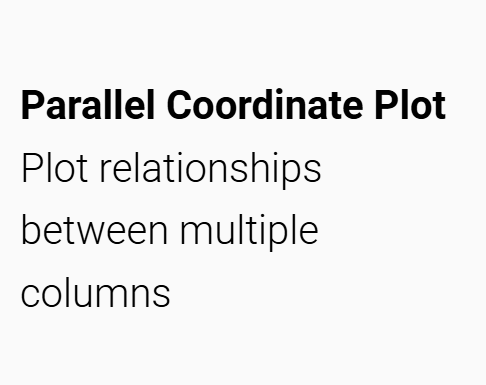 Parallel Coordinate Plot
Plot relationships
between multiple
columns